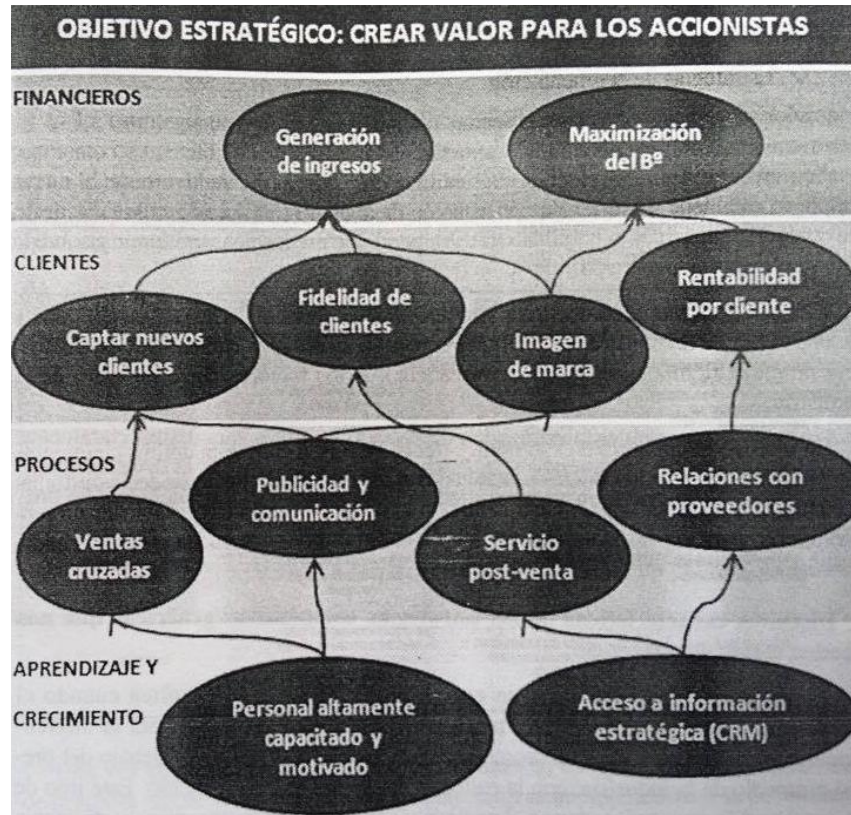 OBJETIVO ESTRATÉGICO: CREAR VALOR PARA LOS ACCIONISTAS
FINANCIEROS
Generación
de ingresos
Maximización
del Bº
CLIENTES
Captar nuevos
clientes
Fidelidad de
clientes
Imagen
de marca
Rentabilidad
por cliente
PROCESOS
Ventas
cruzadas
Publicidad y
comunicación
Servicio
post-venta
Relaciones con
proveedores
APRENDIZAJE Y
CRECIMIENTO
Personal altamente
capacitado y
motivado
Acceso a información
estratégica (CRM)